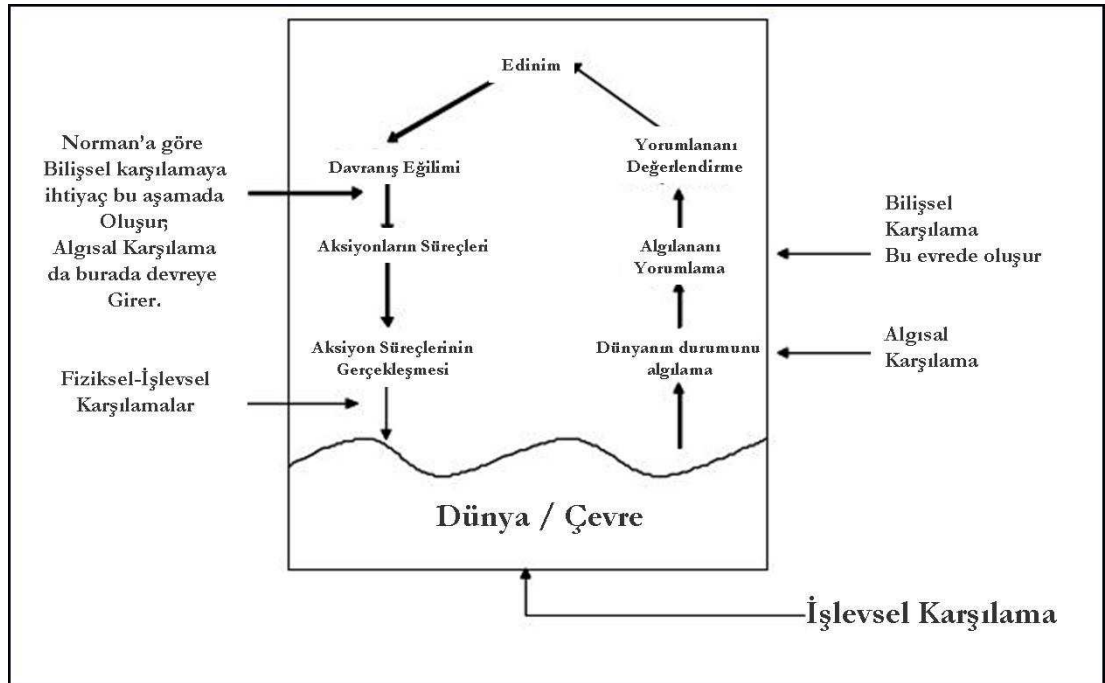 Edinim
Norman’a göre
Bilişsel karşılamaya
ihtiyaç bu aşamada
Oluşur;
Algısal Karşılama
da burada devreye
Girer.
Davranış Eğilimi
Aksiyonların Süreçleri
Aksiyon Süreçlerinin
Gerçekleşmesi
Fiziksel-İşlevsel
Karşılamalar
Yorumlananı
Değerlendirme
Algılananı
Yorumlama
Dünyanın durumunu
algılama
Bilişsel
Karşılama
Bu evrede oluşur
Algısal
Karşılama
Dünya / Çevre
İşlevsel Karşılama